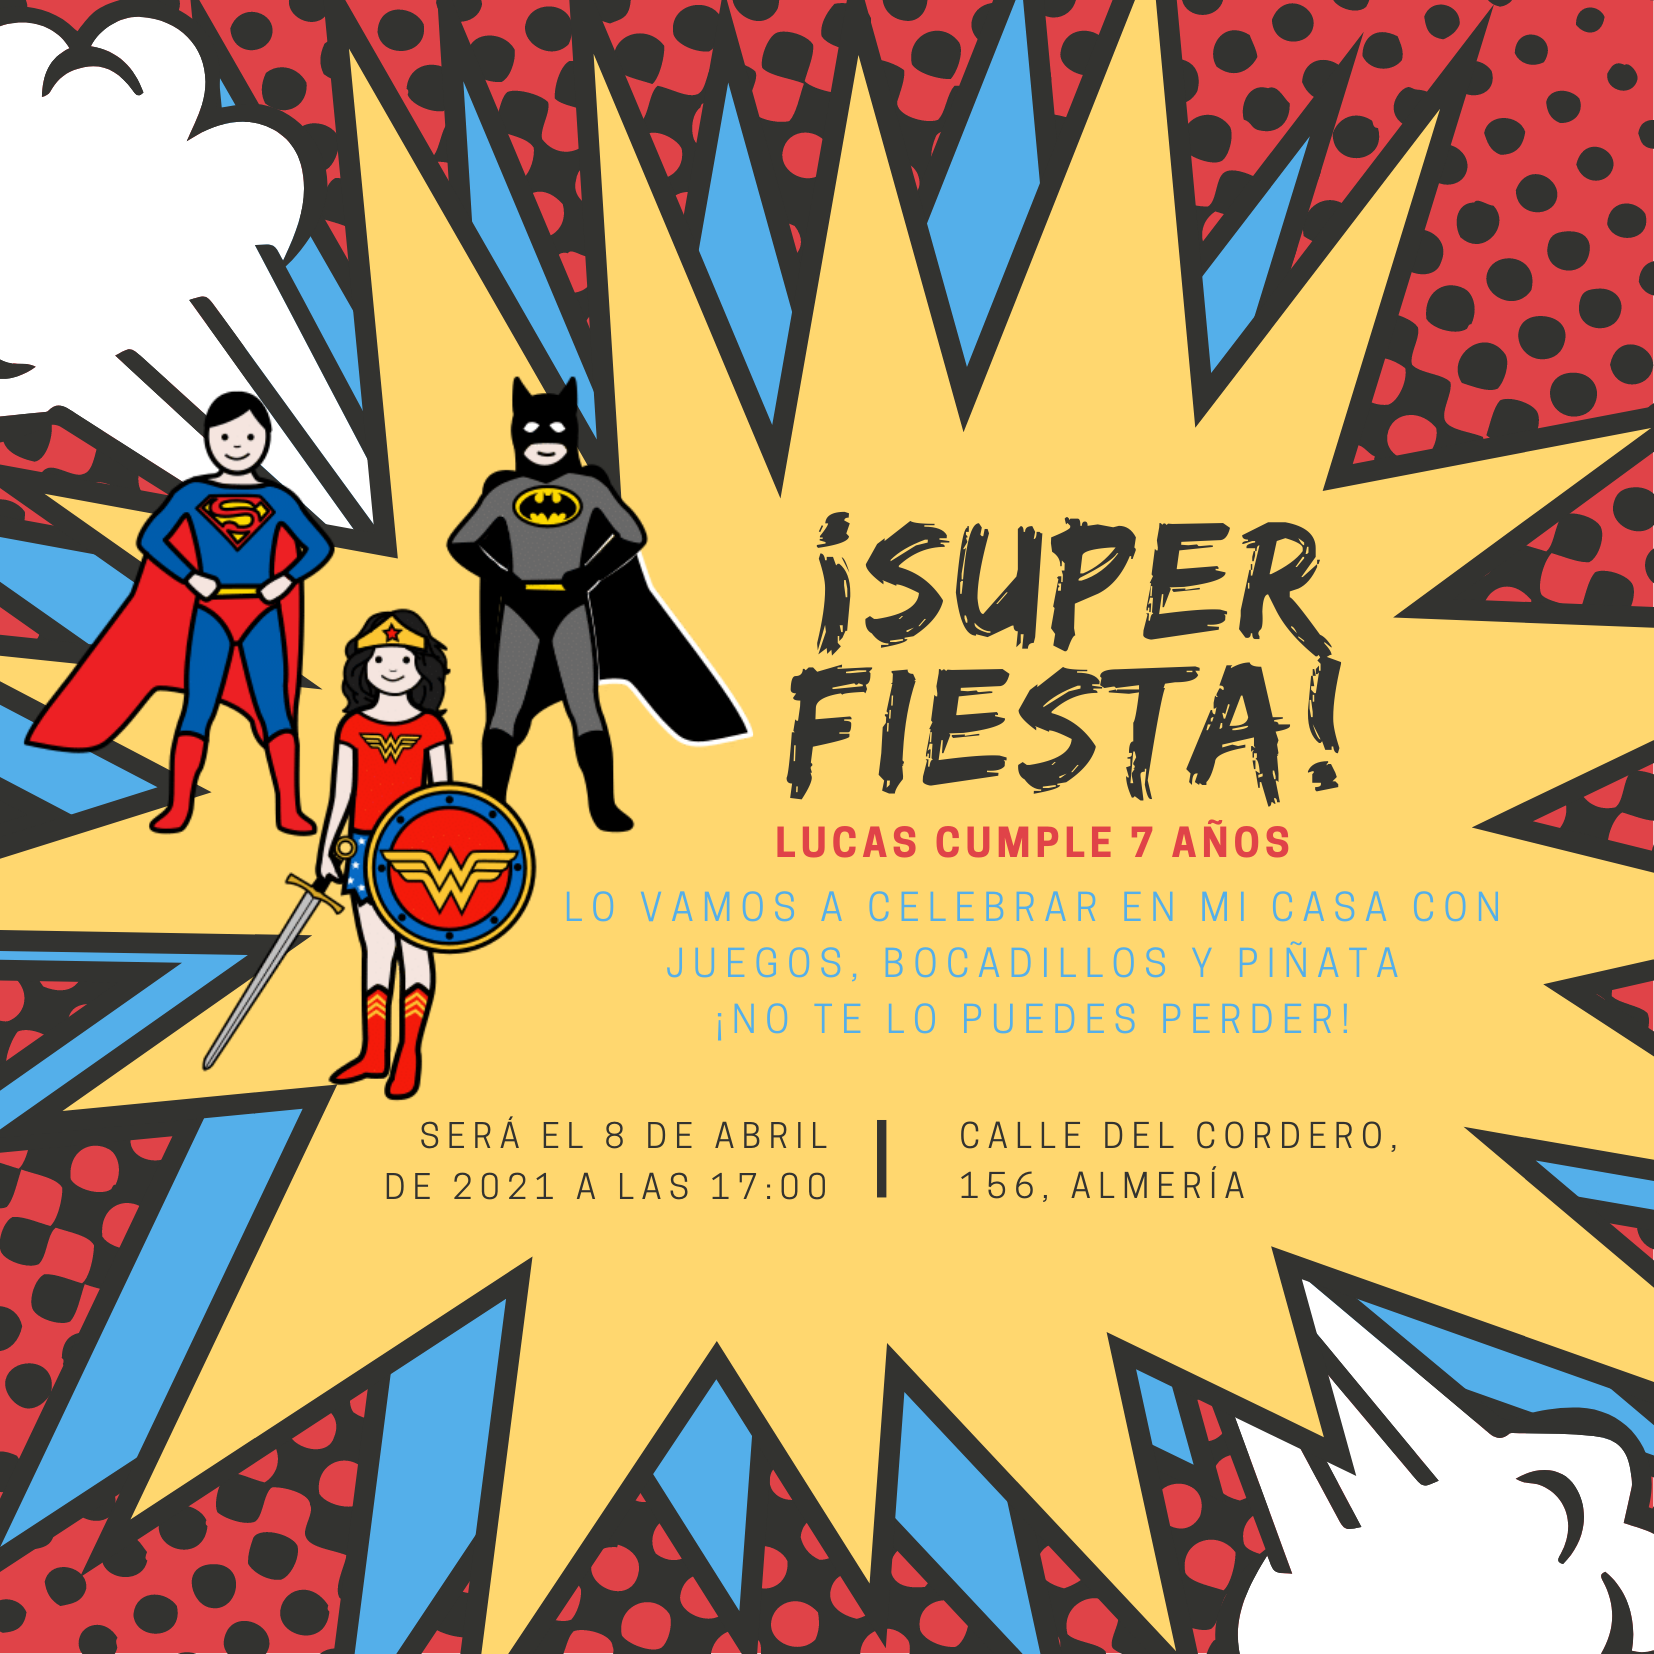 ¡SUPER
FIESTA!
LUCAS CUMPLE 7 AÑOS
LO VAMOS A CELEBRAR EN MI CASA CON
JUEGOS, BOCADILLOS Y PIÑATA
¡NO TE LO PUEDES PERDER!
SERÁ EL 8 DE ABRIL
DE 2021 A LAS 17:00
CALLE DEL CORDERO,
156, ALMERÍA